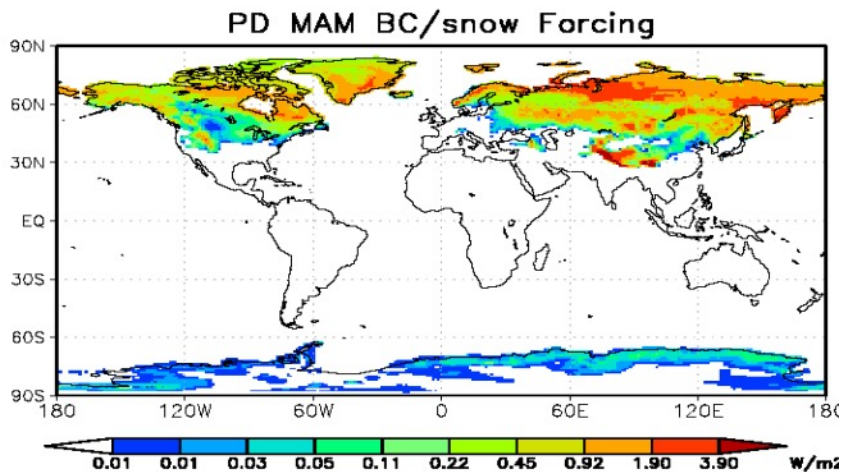 PD MAM BC/snow Forcing
90N
60N
30N
EQ
30S
60S
90S
180 120W 60W 0 60E 120E 180
0.01 0.01 0.03 0.05 0.11 0.22 0.45 0.92 1.90 3.90 W/m2